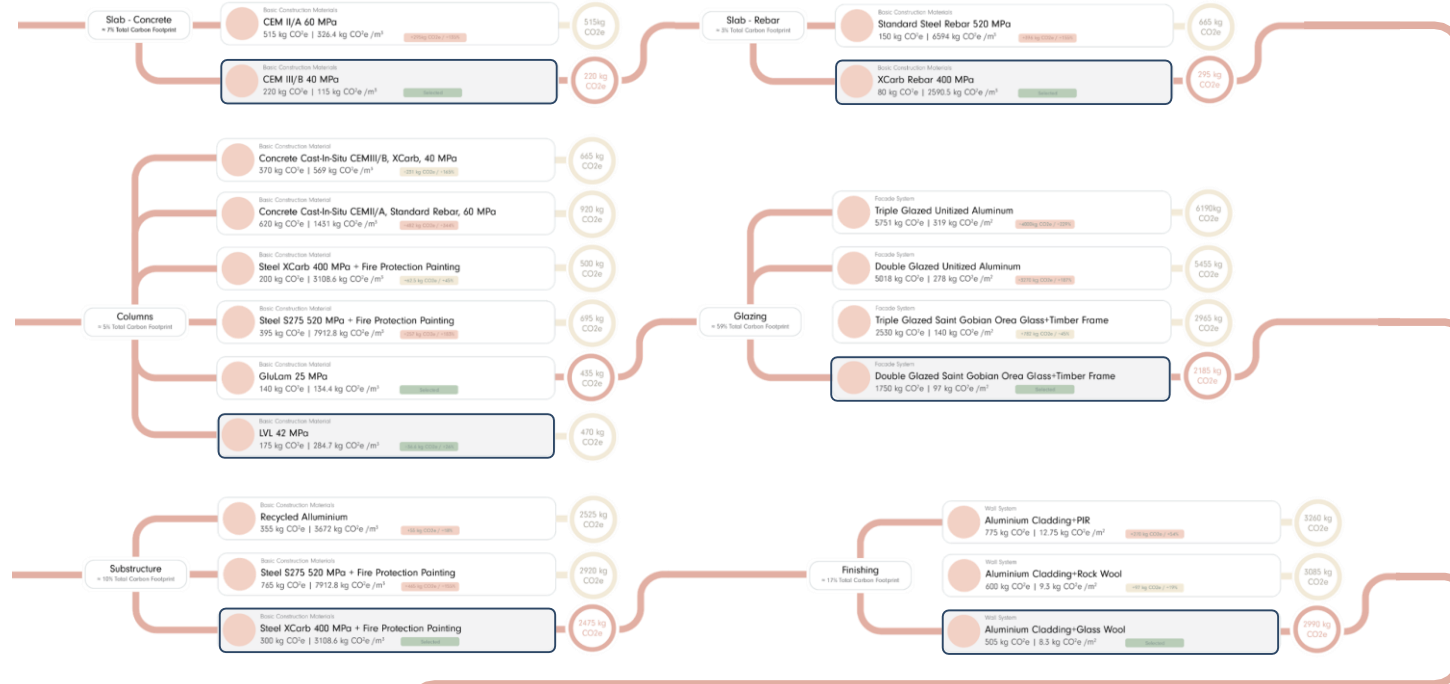 Slab - Concrete
≈ 7% Total Carbon Footprint
Basic Construction Materials
CEM II/A 60 MPa
515 kg CO²e | 326.4 kg CO²e /m³
515kg
CO2e
Basic Construction Materials
CEM III/B 40 MPa
220 kg CO²e | 115 kg CO²e /m³
Selected
220 kg
CO2e
Slab - Rebar
≈ 3% Total Carbon Footprint
Basic Construction Materials
Standard Steel Rebar 520 MPa
150 kg CO²e | 6594 kg CO²e /m³
665 kg
CO2e
Basic Construction Materials
XCarb Rebar 400 MPa
80 kg CO²e | 2590.5 kg CO²e /m³
Selected
295 kg
CO2e
Columns
≈ 5% Total Carbon Footprint
Basic Construction Material
Concrete Cast-In-Situ CEMIII/B, XCarb, 40 MPa
370 kg CO²e | 569 kg CO²e /m³
665 kg
CO2e
Basic Construction Material
Concrete Cast-In-Situ CEMII/A, Standard Rebar, 60 MPa
620 kg CO²e | 1431 kg CO²e /m³
920 kg
CO2e
Basic Construction Material
Steel XCarb 400 MPa + Fire Protection Painting
200 kg CO²e | 3108.6 kg CO²e /m³
500 kg
CO2e
Basic Construction Material
Steel S275 520 MPa + Fire Protection Painting
395 kg CO²e | 7912.8 kg CO²e /m³
695 kg
CO2e
Basic Construction Material
GluLam 25 MPa
140 kg CO²e | 134.4 kg CO²e /m³
Selected
435 kg
CO2e
Basic Construction Material
LVL 42 MPa
175 kg CO²e | 284.7 kg CO²e /m³
470 kg
CO2e
Glazing
≈ 59% Total Carbon Footprint
Facade System
Triple Glazed Unitized Aluminum
5751 kg CO²e | 319 kg CO²e /m²
6190kg
CO2e
Facade System
Double Glazed Unitized Aluminum
5018 kg CO²e | 278 kg CO²e /m²
5455 kg
CO2e
Facade System
Triple Glazed Saint Gobian Orea Glass+Timber Frame
2530 kg CO²e | 140 kg CO²e /m²
2965 kg
CO2e
Facade System
Double Glazed Saint Gobian Orea Glass+Timber Frame
1750 kg CO²e | 97 kg CO²e /m²
Selected
2185 kg
CO2e
Substructure
≈ 10% Total Carbon Footprint
Basic Construction Materials
Recycled Alluminium
355 kg CO²e | 3672 kg CO²e /m³
2525 kg
CO2e
Basic Construction Materials
Steel S275 520 MPa + Fire Protection Painting
765 kg CO²e | 7912.8 kg CO²e /m³
2920 kg
CO2e
Basic Construction Materials
Steel XCarb 400 MPa + Fire Protection Painting
300 kg CO²e | 3108.6 kg CO²e /m³
Selected
2475 kg
CO2e
Finishing
≈ 17% Total Carbon Footprint
Wall System
Aluminium Cladding+PIR
775 kg CO²e | 12.75 kg CO²e /m²
3260 kg
CO2e
Wall System
Aluminium Cladding+Rock Wool
600 kg CO²e | 9.3 kg CO²e /m²
3085 kg
CO2e
Wall System
Aluminium Cladding+Glass Wool
505 kg CO²e | 8.3 kg CO²e /m²
Selected
2990 kg
CO2e